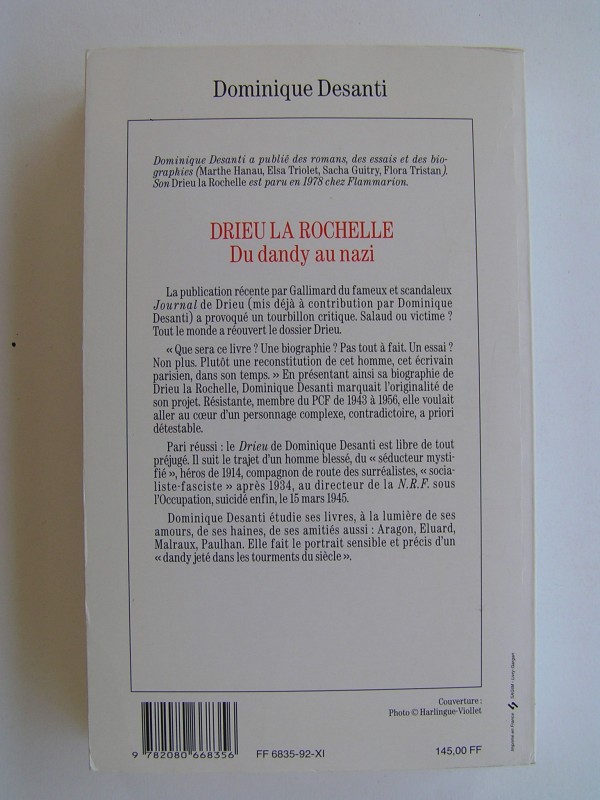 Dominique Desanti
Dominique Desanti a publié des romans, des essais et des bio-
graphies (Marthe Hanau, Elsa Triolet, Sacha Guitry, Flora Tristan).
Son Drieu la Rochelle est paru en 1978 chez Flammarion.
DRIEU LA ROCHELLE
Du dandy au nazi
La publication récente par Gallimard du fameux et scandaleux
Journal de Drieu (mis déjà à contribution par Dominique
Desanti) a provoqué un tourbillon critique. Salaud ou victime ?
Tout le monde a réouvert le dossier Drieu.
« Que sera ce livre ? Une biographie ? Pas tout à fait. Un essai ?
Non plus. Plutôt une reconstitution de cet homme, cet écrivain
parisien, dans son temps. » En présentant ainsi sa biographie de
Drieu la Rochelle, Dominique Desanti marquait l'originalité de
son projet. Résistante, membre du PCF de 1943 à 1956, elle voulait
aller au cœur d'un personnage complexe, contradictoire, a priori
détestable.
Pari réussi : le Drieu de Dominique Desanti est libre de tout
préjugé. Il suit le trajet d'un homme blessé, du « séducteur mysti-
fié », héros de 1914, compagnon de route des surréalistes, « socia-
liste-fasciste » après 1934, au directeur de la N.R.F. sous
l'Occupation, suicidé enfin, le 15 mars 1945.
Dominique Desanti étudie ses livres, à la lumière de ses
amours, de ses haines, de ses amitiés aussi : Aragon, Eluard,
Malraux, Paulhan. Elle fait le portrait sensible et précis d'un
« dandy jeté dans les tourments du siècle ».
Couverture :
Photo © Harlingue-Viollet
9 782080 668356
FF 6835-92-XI
145,00 FF
Imprimé en France SAGIM - Livry Gargan